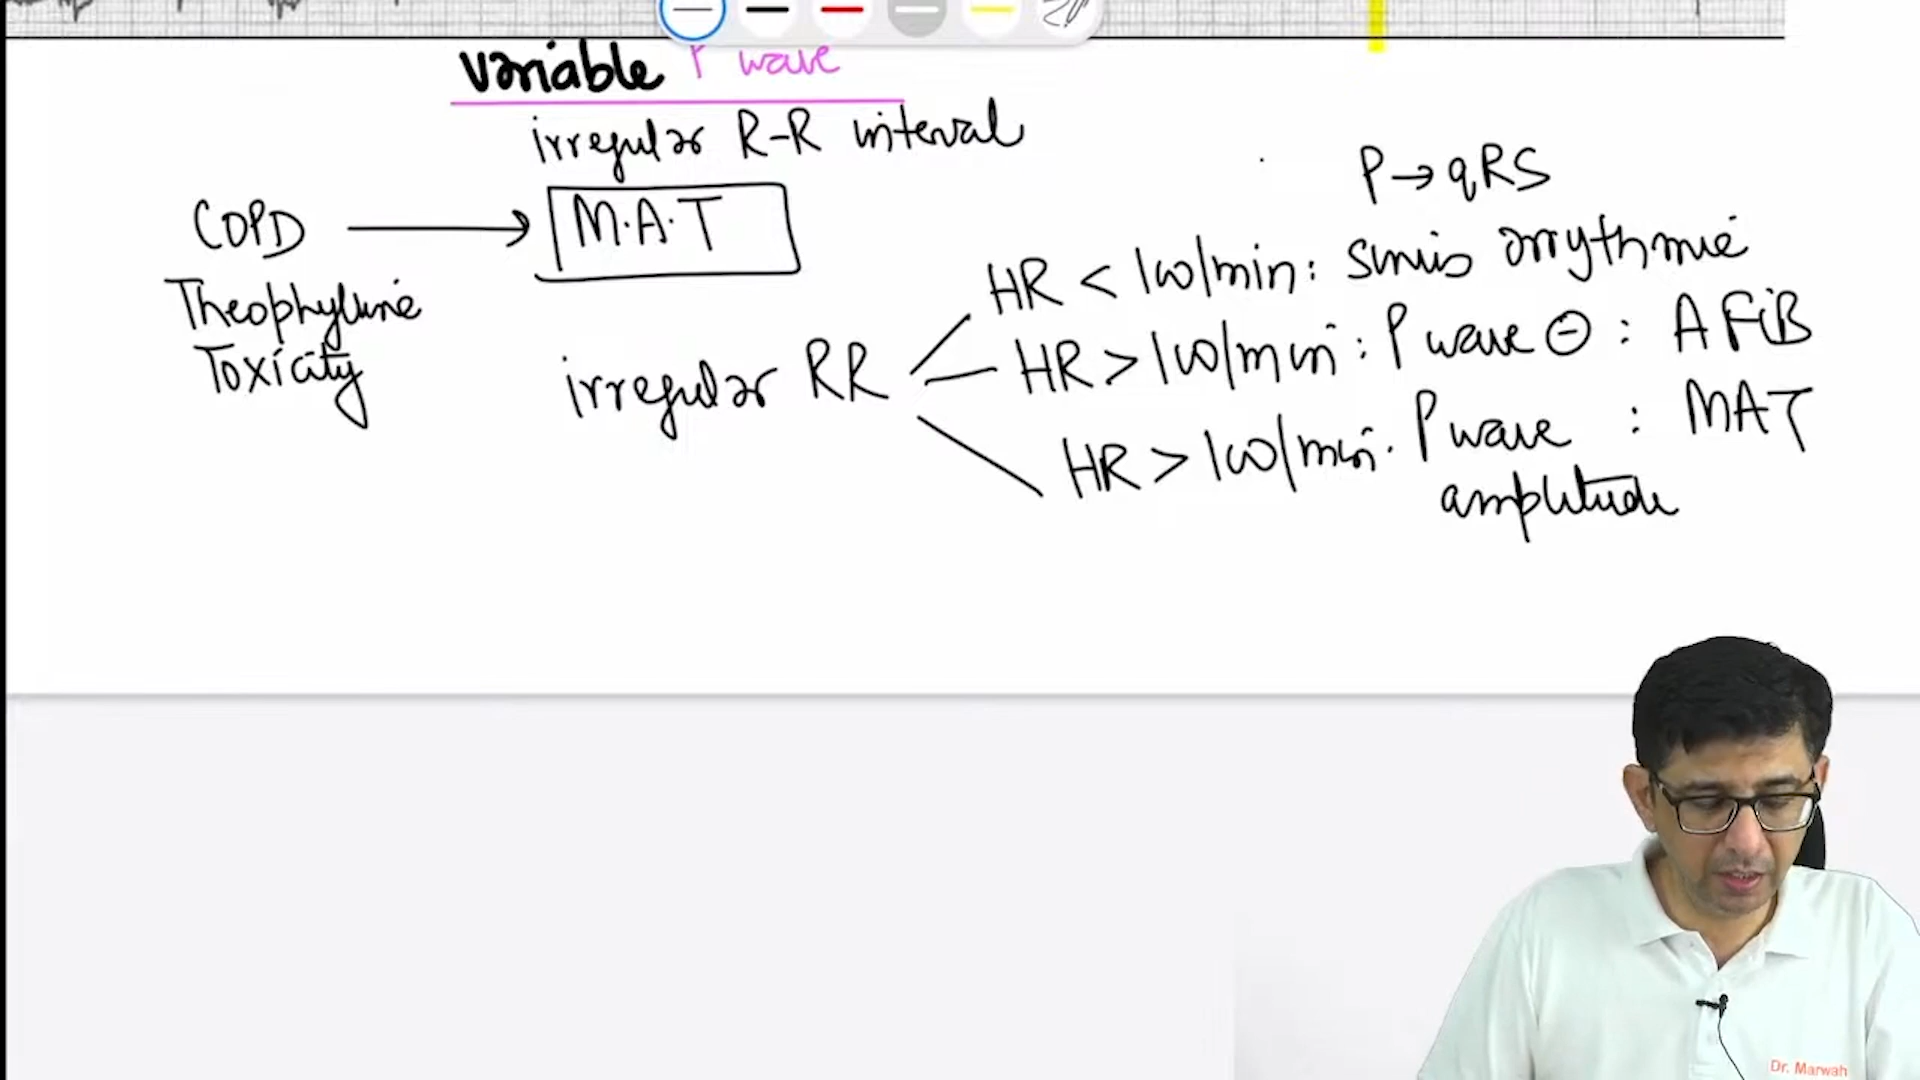 variable P wave
irregular R-R interval
COPD → M.A.T
Theophylline
Toxicity
P → qRS
irregular RR
HR < 100/min: sinus arrythmia
HR > 100/min: P wave ⊖ : AFiB
HR > 100/min. P wave : MAT
amplitude
Dr. Marwah